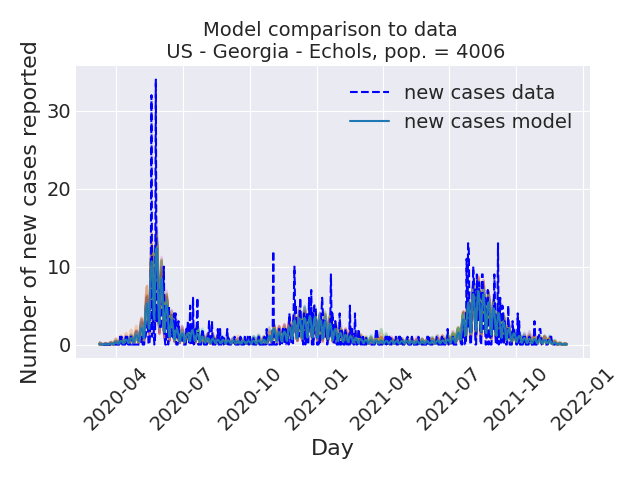 Model comparison to data
US - Georgia - Echols, pop. = 4006
Number of new cases reported
30
20
10
0
new cases data
new cases model
2020-04
2020-07
2020-10
2021-01
2021-04
2021-07
2021-10
2022-01
Day